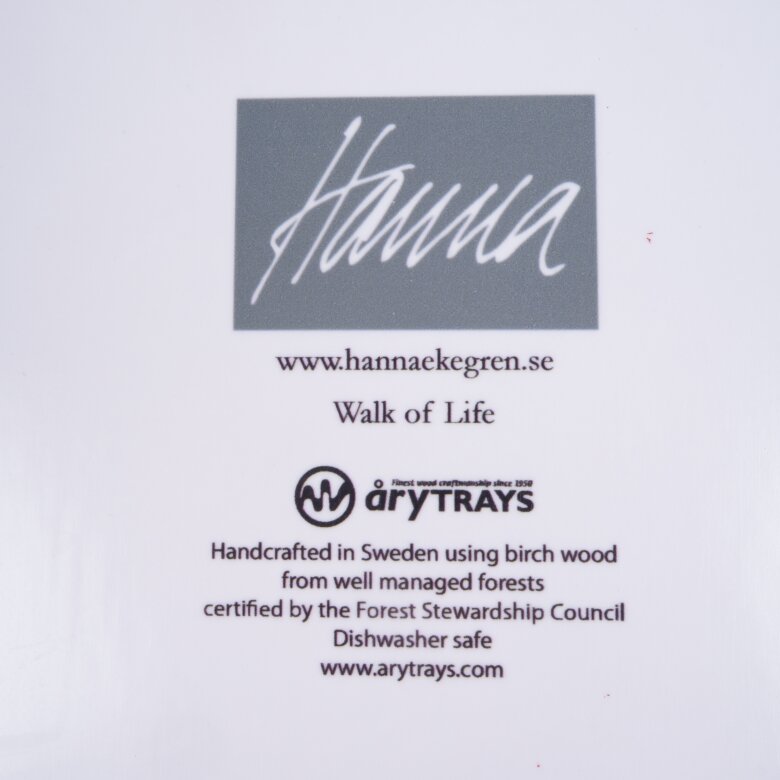 Hanna
www.hannaekegren.se
Walk of Life
Finest wood craftmanship since 1950
åryTRAYS
Handcrafted in Sweden using birch wood
from well managed forests
certified by the Forest Stewardship Council
Dishwasher safe
www.arytrays.com